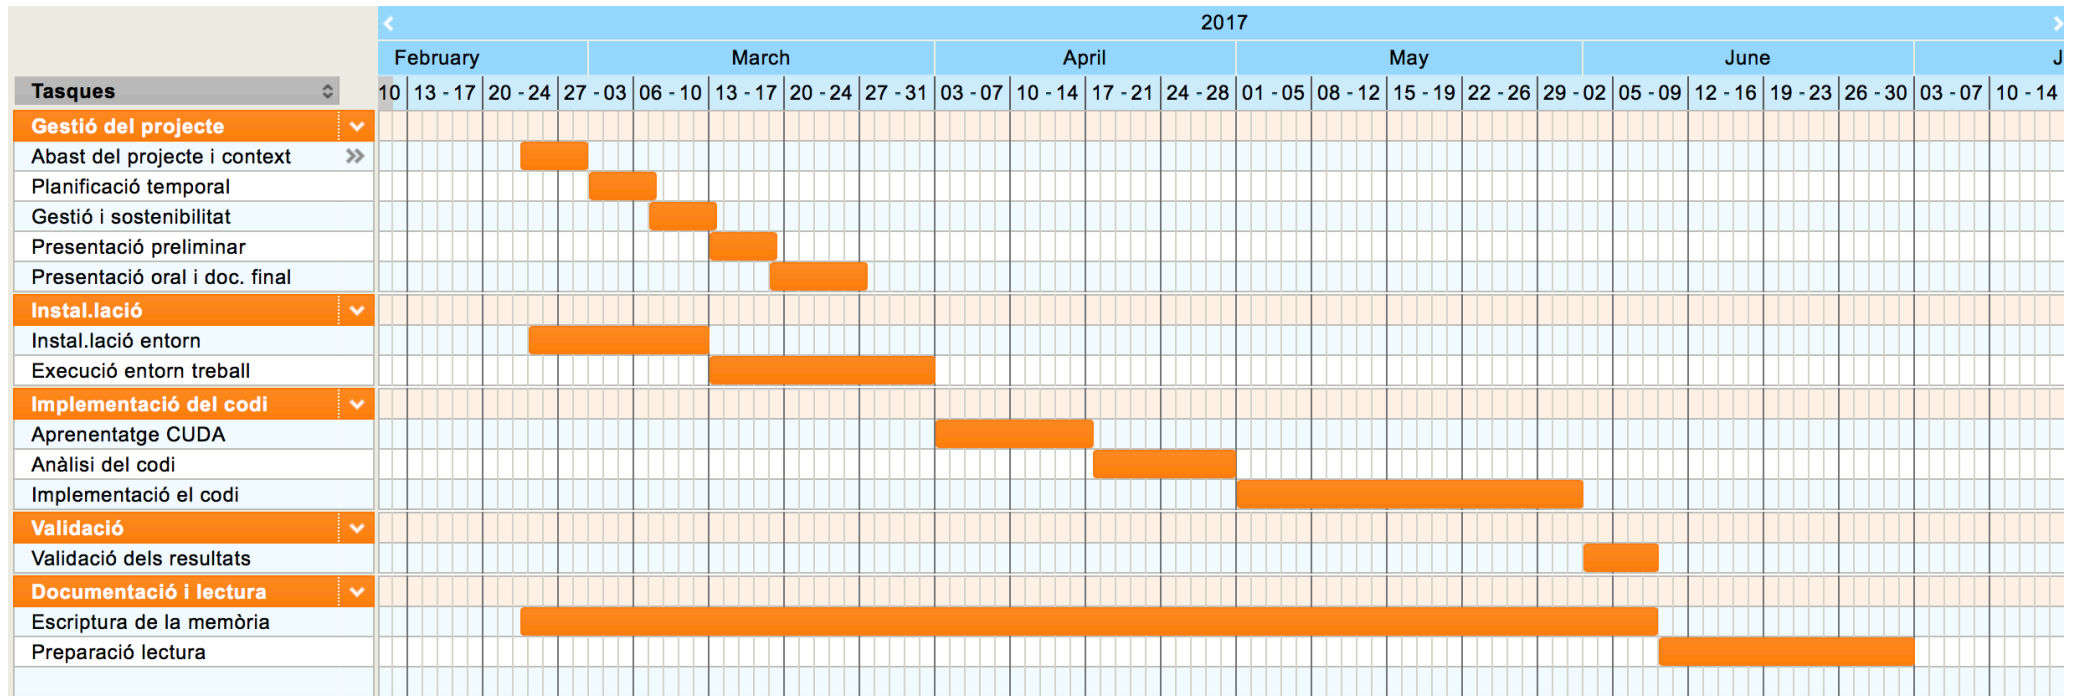 2017
February March April May June J
Tasques
10 13 - 17 20 - 24 27 - 03 06 - 10 13 - 17 20 - 24 27 - 31 03 - 07 10 - 14 17 - 21 24 - 28 01 - 05 08 - 12 15 - 19 22 - 26 29 - 02 05 - 09 12 - 16 19 - 23 26 - 30 03 - 07 10 - 14
Gestió del projecte
Abast del projecte i context
Planificació temporal
Gestió i sostenibilitat
Presentació preliminar
Presentació oral i doc. final
Instal.lació
Instal.lació entorn
Execució entorn treball
Implementació del codi
Aprenentatge CUDA
Anàlisi del codi
Implementació el codi
Validació
Validació dels resultats
Documentació i lectura
Escriptura de la memòria
Preparació lectura